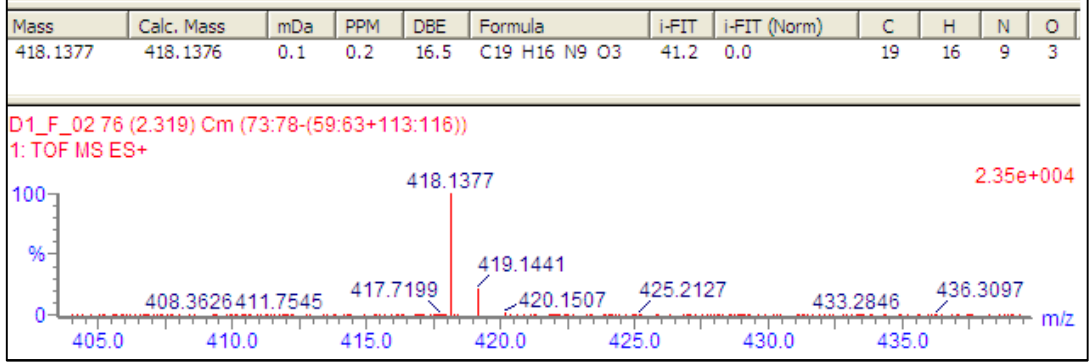 Mass Calc. Mass mDa PPM DBE Formula i-FIT i-FIT (Norm) C H N O
418.1377 418.1376 0.1 0.2 16.5 C19 H16 N9 O3 41.2 0.0 19 16 9 3
D1_F_02 76 (2.319) Cm (73:78-(59:63+113:116))
1: TOF MS ES+
2.35e+004
418.1377
100
%
419.1441
408.3626 411.7545 417.7199 420.1507 425.2127 433.2846 436.3097
0
m/z
405.0 410.0 415.0 420.0 425.0 430.0 435.0